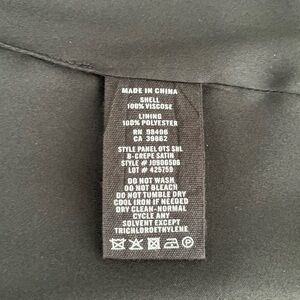 MADE IN CHINA
SHELL
100% VISCOSE
LINING
100% POLYESTER
RN 98406
CA 39862
STYLE PANEL OTS SHL
B-CREPE SATIN
STYLE # J0906506
LOT # 425759
DO NOT WASH
DO NOT BLEACH
DO NOT TUMBLE DRY
COOL IRON IF NEEDED
DRY CLEAN-NORMAL
CYCLE ANY
SOLVENT EXCEPT
TRICHLOROETHYLENE